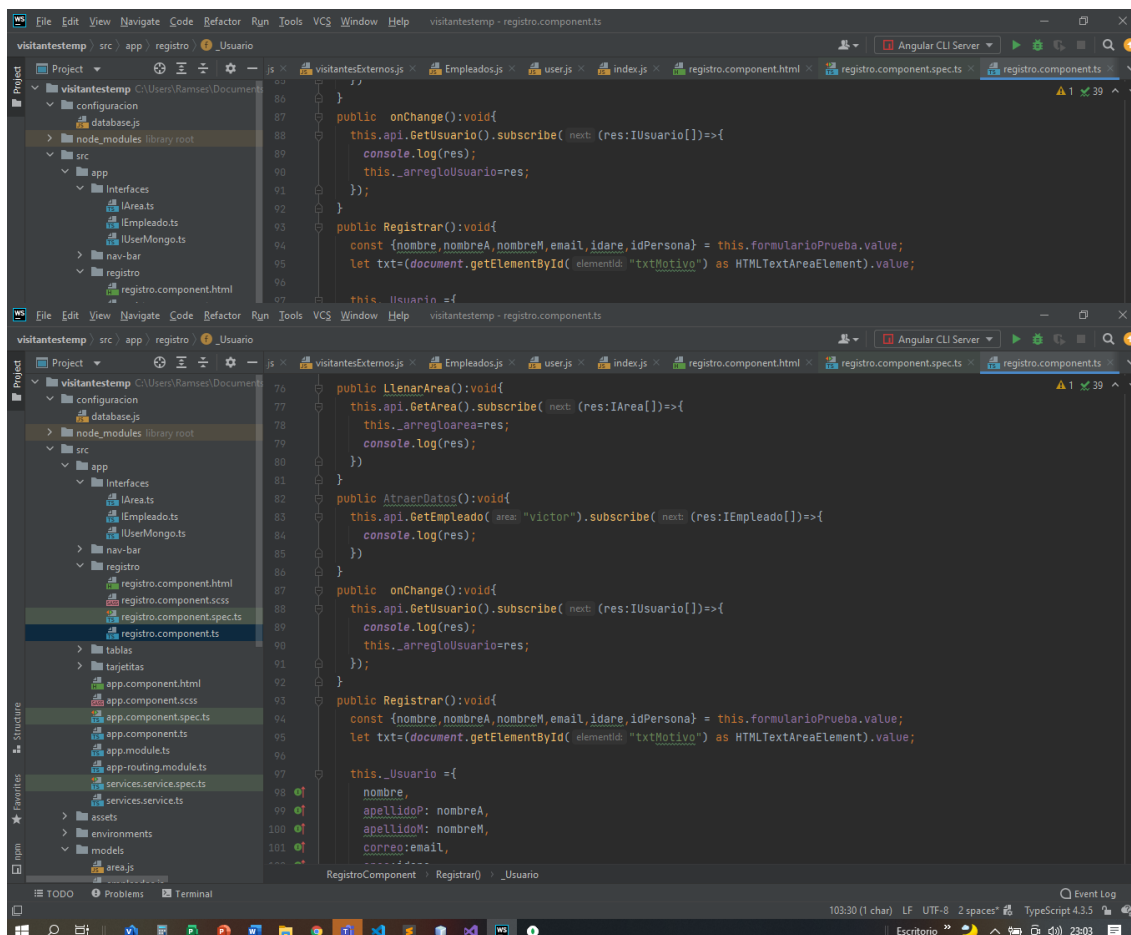 WS File Edit View Navigate Code Refactor Run Tools VCS Window Help visitantestemp - registro.component.ts
visitantestemp src app registro f _Usuario Angular CLI Server
Project js visitantesExternos.js Empleados.js user.js index.js registro.component.html registro.component.spec.ts registro.component.ts
Project
visitantestemp C:\Users\Ramses\Document
configuracion
database.js
node_modules library root
src
app
Interfaces
IArea.ts
IEmpleado.ts
IUserMongo.ts
nav-bar
registro
registro.component.html
1 39
85 })
86 }
87 public onChange():void{
88 this.api.GetUsuario().subscribe( next: (res:IUsuario[])=>{
89 console.log(res);
90 this._arregloUsuario=res;
91 });
92 }
93 public Registrar():void{
94 const {nombre,nombreA,nombreM,email,idare,idPersona} = this.formularioPrueba.value;
95 let txt=(document.getElementById( elementId: "txtMotivo") as HTMLTextAreaElement).value;
96
97 this._Usuario ={
WS File Edit View Navigate Code Refactor Run Tools VCS Window Help visitantestemp - registro.component.ts
visitantestemp src app registro f _Usuario Angular CLI Server
Project js visitantesExternos.js Empleados.js user.js index.js registro.component.html registro.component.spec.ts registro.component.ts
Project
visitantestemp C:\Users\Ramses\Document
configuracion
database.js
node_modules library root
src
app
Interfaces
IArea.ts
IEmpleado.ts
IUserMongo.ts
nav-bar
registro
registro.component.html
registro.component.scss
registro.component.spec.ts
registro.component.ts
tablas
tarjetitas
app.component.html
app.component.scss
app.component.spec.ts
app.component.ts
app.module.ts
app-routing.module.ts
services.service.spec.ts
services.service.ts
assets
environments
models
area.js
Structure
Favorites
npm
1 39
76 public LlenarArea():void{
77 this.api.GetArea().subscribe( next: (res:IArea[])=>{
78 this._arregloarea=res;
79 console.log(res);
80 })
81 }
82 public AtraerDatos():void{
83 this.api.GetEmpleado( area: "victor").subscribe( next: (res:IEmpleado[])=>{
84 console.log(res);
85 })
86 }
87 public onChange():void{
88 this.api.GetUsuario().subscribe( next: (res:IUsuario[])=>{
89 console.log(res);
90 this._arregloUsuario=res;
91 });
92 }
93 public Registrar():void{
94 const {nombre,nombreA,nombreM,email,idare,idPersona} = this.formularioPrueba.value;
95 let txt=(document.getElementById( elementId: "txtMotivo") as HTMLTextAreaElement).value;
96
97 this._Usuario ={
98 nombre,
99 apellidoP: nombreA,
100 apellidoM: nombreM,
101 correo:email,
RegistroComponent Registrar() _Usuario
TODO Problems Terminal Event Log
103:30 (1 char) LF UTF-8 2 spaces* TypeScript 4.3.5
Escritorio 23:03